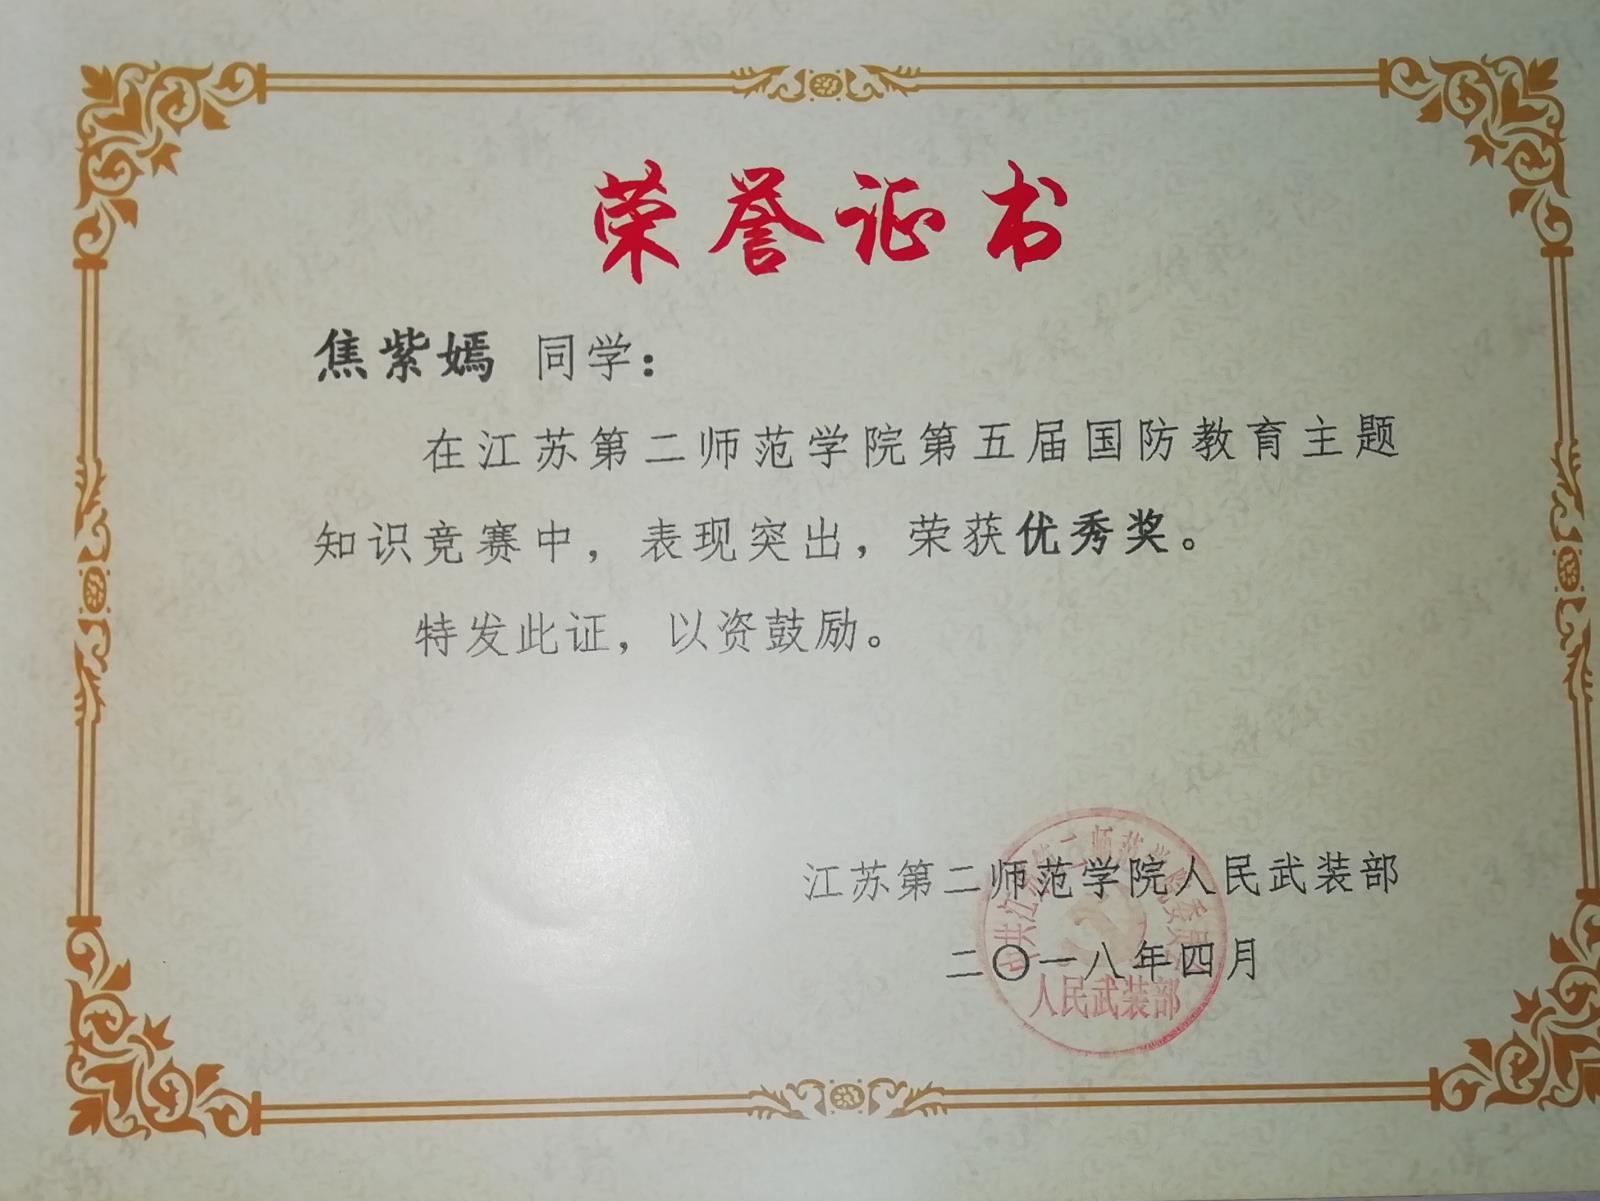 荣誉证书
焦紫嫣 同学：
在江苏第二师范学院第五届国防教育主题
知识竞赛中，表现突出，荣获优秀奖。
特发此证，以资鼓励。
江苏第二师范学院人民武装部
二〇一八年四月
人民武装部